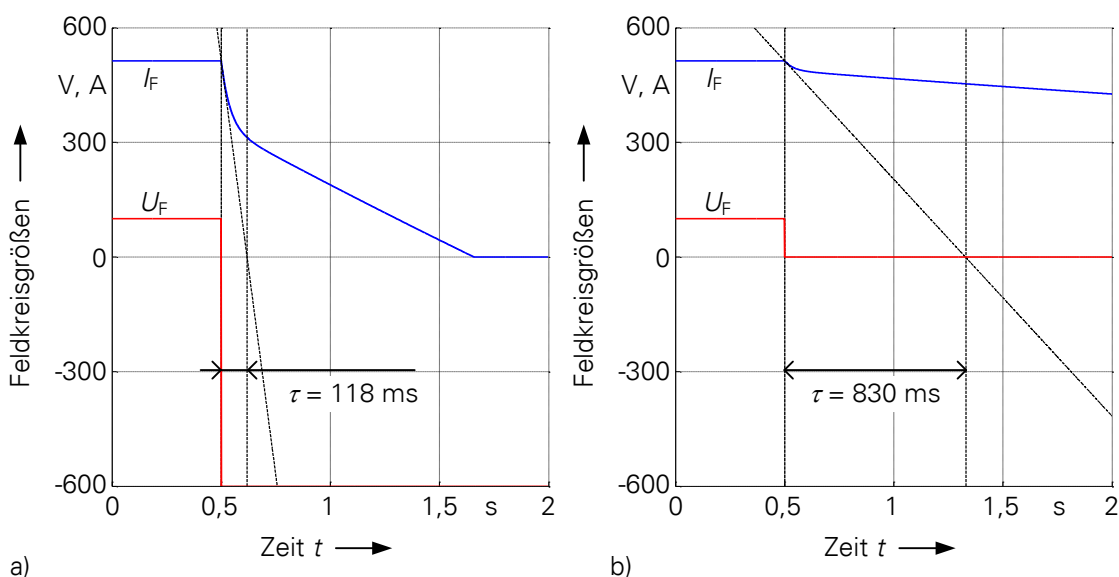 600
V, A
I_F
300
U_F
0
-300
τ = 118 ms
-600
0 0,5 1 1,5 s 2
Zeit t
Feldkreisgrößen
a)
600
V, A
I_F
300
U_F
0
-300
τ = 830 ms
-600
0 0,5 1 1,5 s 2
Zeit t
Feldkreisgrößen
b)